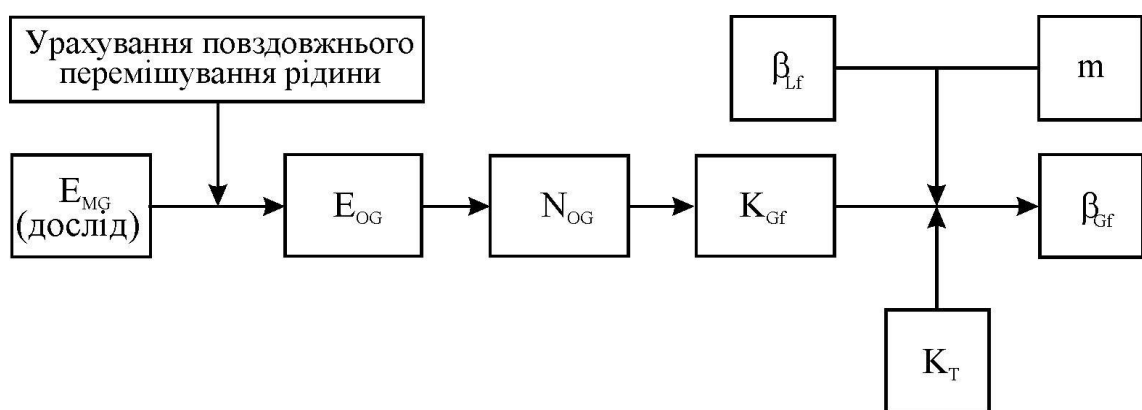 Урахування повздовжнього
перемішування рідини
β_Lf
m
E_MG
(дослід)
E_OG
N_OG
K_Gf
β_Gf
K_T